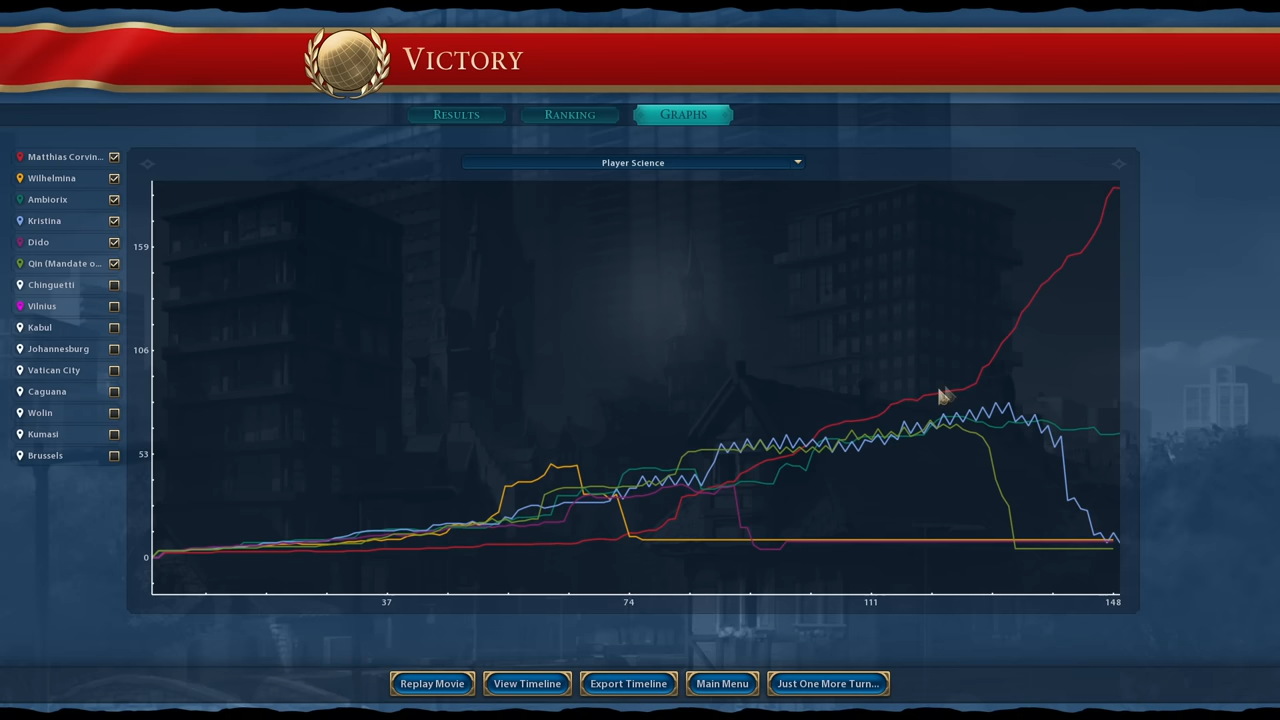 VICTORY
RESULTS
RANKING
GRAPHS
Matthias Corvin...
Wilhelmina
Ambiorix
Kristina
Dido
Qin (Mandate o...
Chinguetti
Vilnius
Kabul
Johannesburg
Vatican City
Caguana
Wolin
Kumasi
Brussels
Player Science
159
106
53
0
37
74
111
148
Replay Movie
View Timeline
Export Timeline
Main Menu
Just One More Turn...